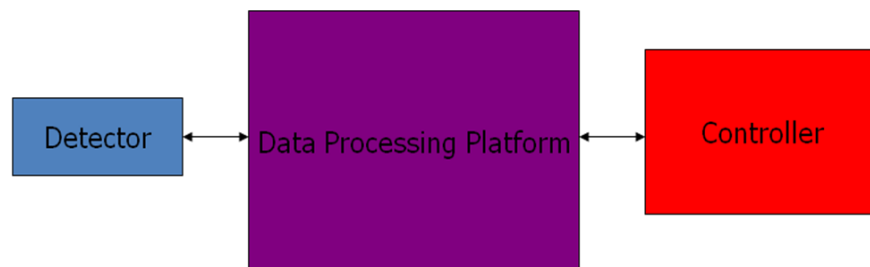 Detector
Data Processing Platform
Controller